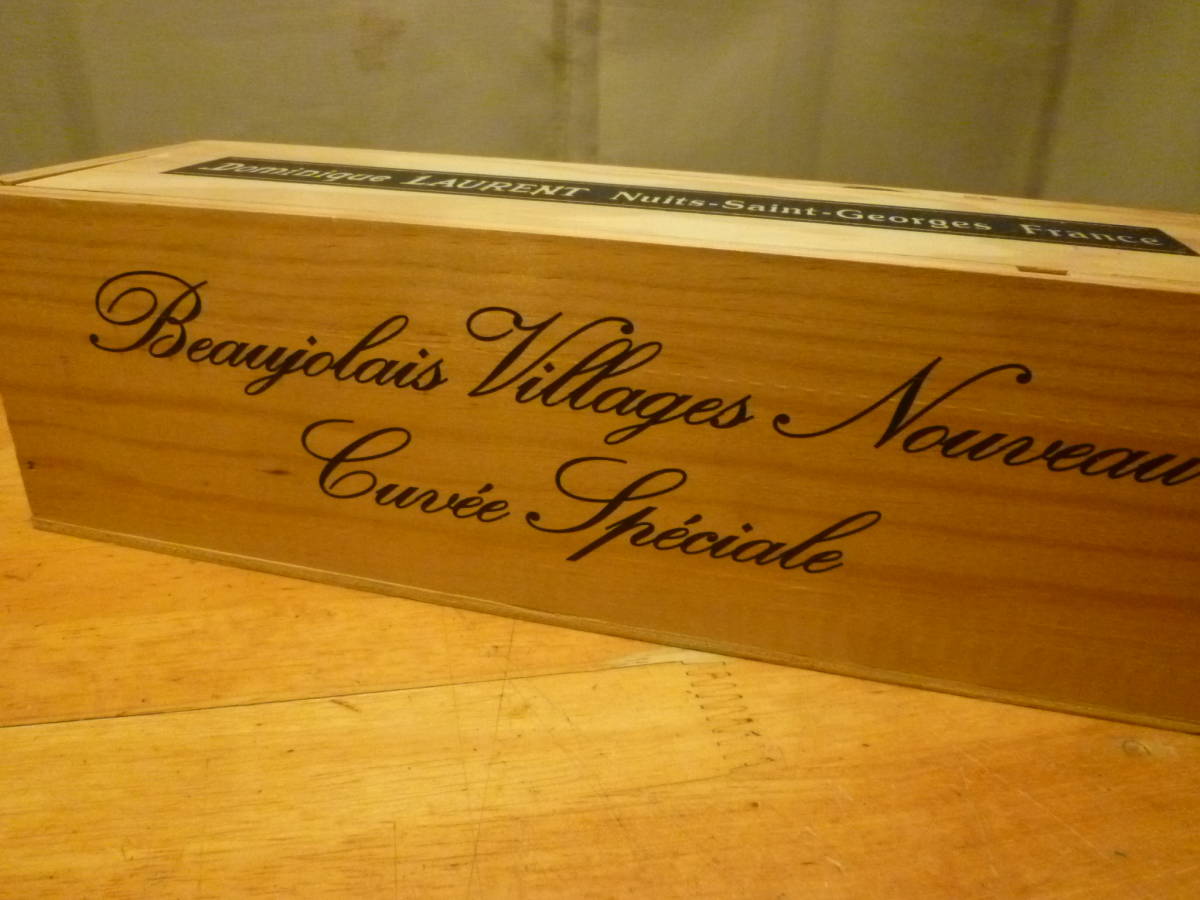 Dominique LAURENT Nuits-Saint-Georges France
Beaujolais Villages Nouveau
Cuvée Spéciale